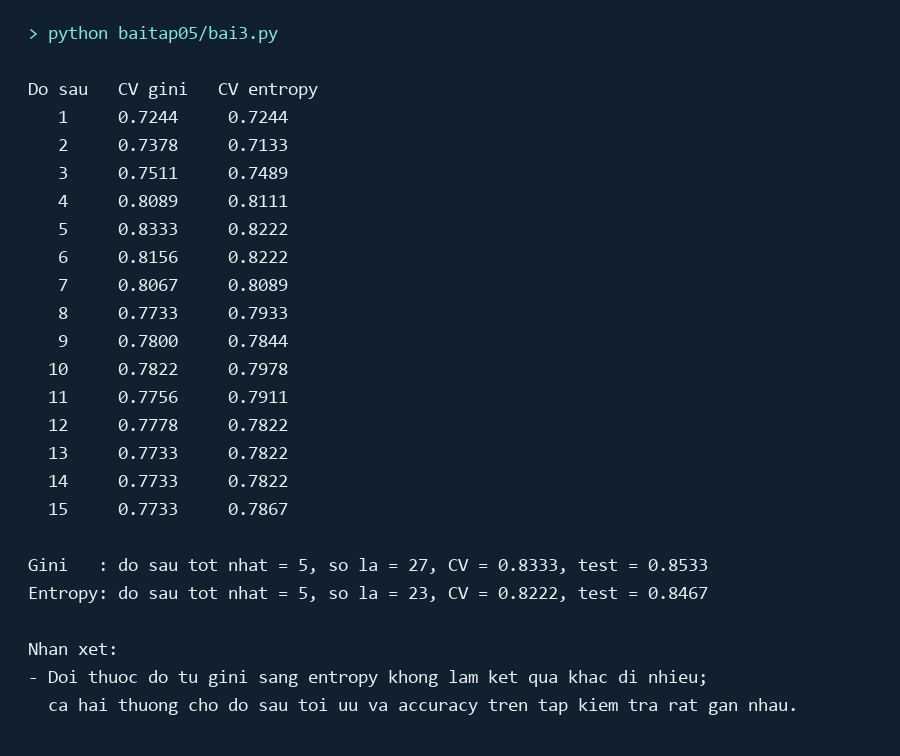 > python baitap05/bai3.py
Do sau   CV gini   CV entropy
   1     0.7244     0.7244
   2     0.7378     0.7133
   3     0.7511     0.7489
   4     0.8089     0.8111
   5     0.8333     0.8222
   6     0.8156     0.8222
   7     0.8067     0.8089
   8     0.7733     0.7933
   9     0.7800     0.7844
  10     0.7822     0.7978
  11     0.7756     0.7911
  12     0.7778     0.7822
  13     0.7733     0.7822
  14     0.7733     0.7822
  15     0.7733     0.7867
Gini   : do sau tot nhat = 5, so la = 27, CV = 0.8333, test = 0.8533
Entropy: do sau tot nhat = 5, so la = 23, CV = 0.8222, test = 0.8467
Nhan xet:
- Doi thuoc do tu gini sang entropy khong lam ket qua khac di nhieu;
  ca hai thuong cho do sau toi uu va accuracy tren tap kiem tra rat gan nhau.